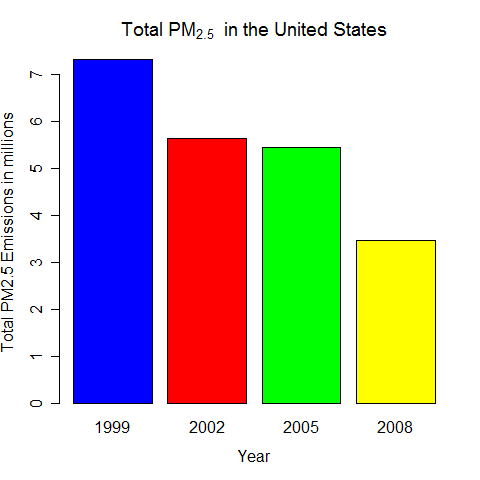 Total PM2.5 in the United States
Total PM2.5 Emissions in millions
7
6
5
4
3
2
1
0
1999 2002 2005 2008
Year